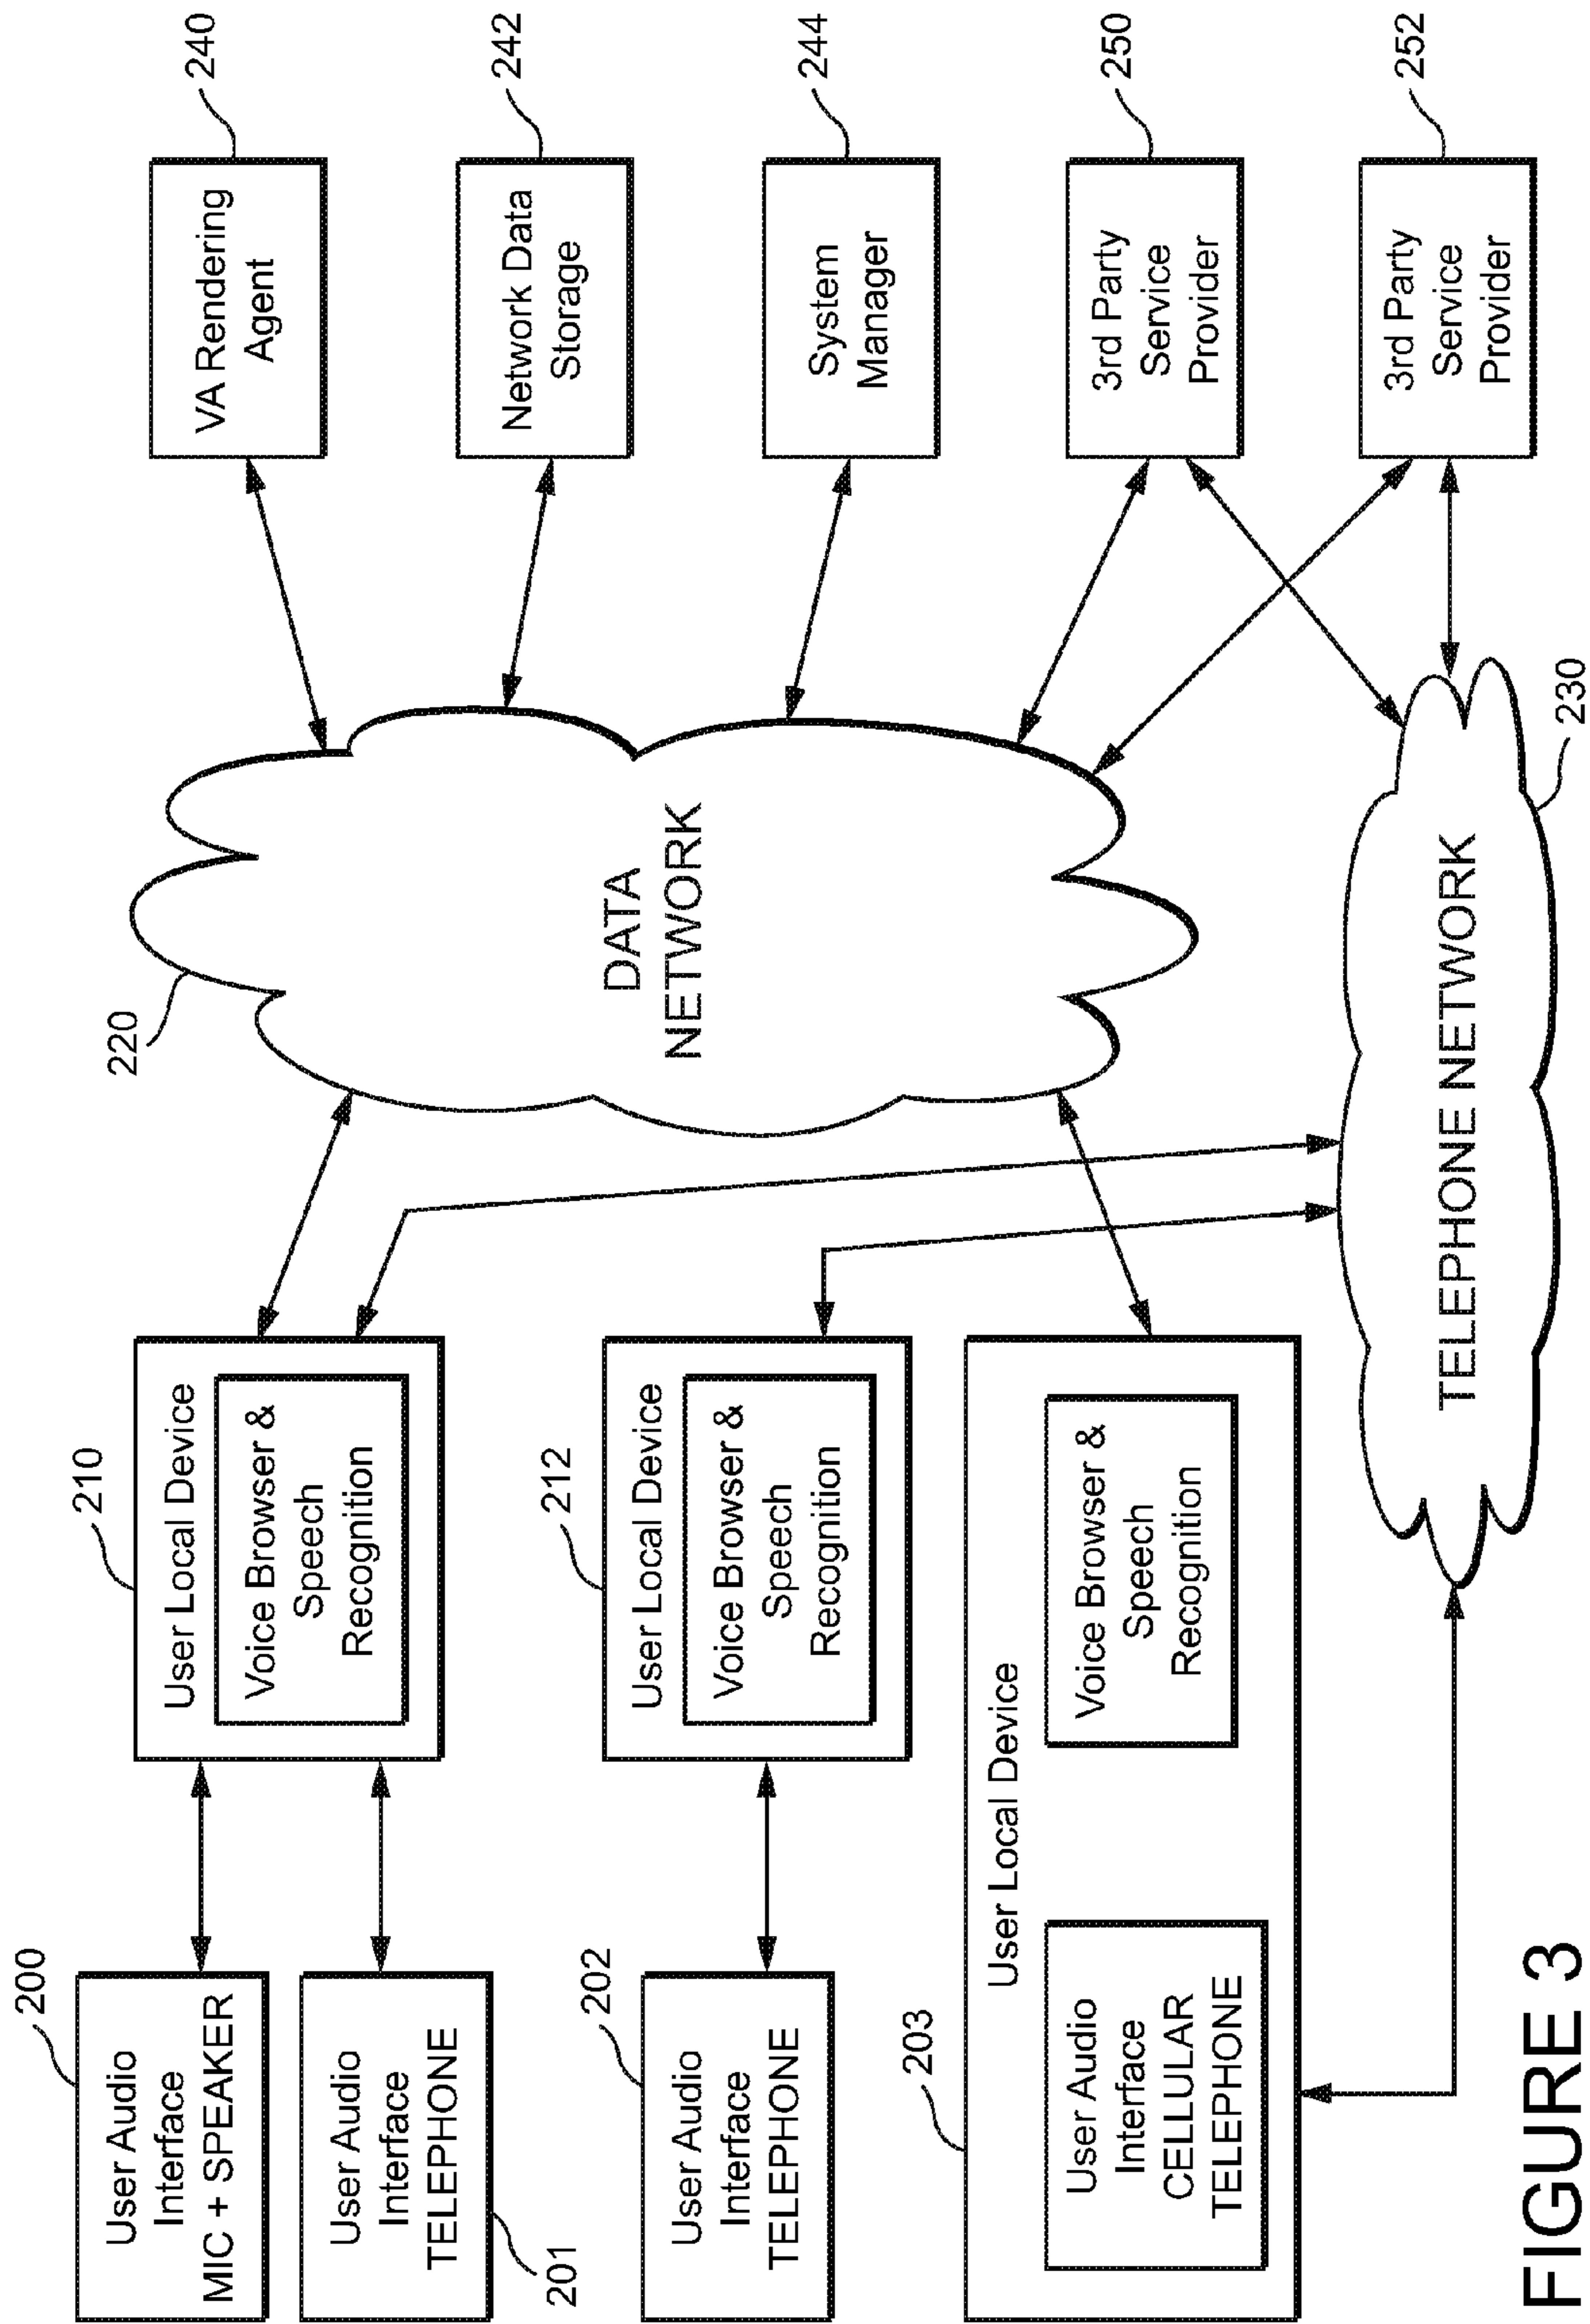 200
User Audio
Interface
MIC + SPEAKER
User Audio
Interface
TELEPHONE
201
210
User Local Device
Voice Browser &
Speech
Recognition
220
DATA
NETWORK
VA Rendering
Agent
240
Network Data
Storage
242
202
User Audio
Interface
TELEPHONE
212
User Local Device
Voice Browser &
Speech
Recognition
System
Manager
244
203
User Local Device
User Audio
Interface
CELLULAR
TELEPHONE
Voice Browser &
Speech
Recognition
3rd Party
Service
Provider
250
TELEPHONE NETWORK
230
3rd Party
Service
Provider
252
FIGURE 3